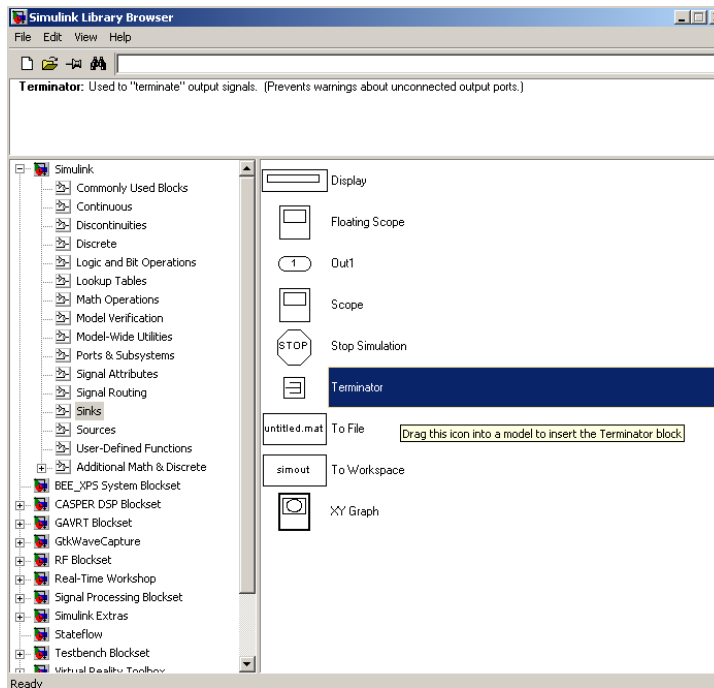 Simulink Library Browser
File Edit View Help
Terminator: Used to "terminate" output signals. (Prevents warnings about unconnected output ports.)
Simulink
Commonly Used Blocks
Continuous
Discontinuities
Discrete
Logic and Bit Operations
Lookup Tables
Math Operations
Model Verification
Model-Wide Utilities
Ports & Subsystems
Signal Attributes
Signal Routing
Sinks
Sources
User-Defined Functions
Additional Math & Discrete
BEE_XPS System Blockset
CASPER DSP Blockset
GAVRT Blockset
GtkWaveCapture
RF Blockset
Real-Time Workshop
Signal Processing Blockset
Simulink Extras
Stateflow
Testbench Blockset
Virtual Reality Toolbox
Display
Floating Scope
1 Out1
Scope
STOP Stop Simulation
Terminator
untitled.mat To File
Drag this icon into a model to insert the Terminator block
simout To Workspace
XY Graph
Ready